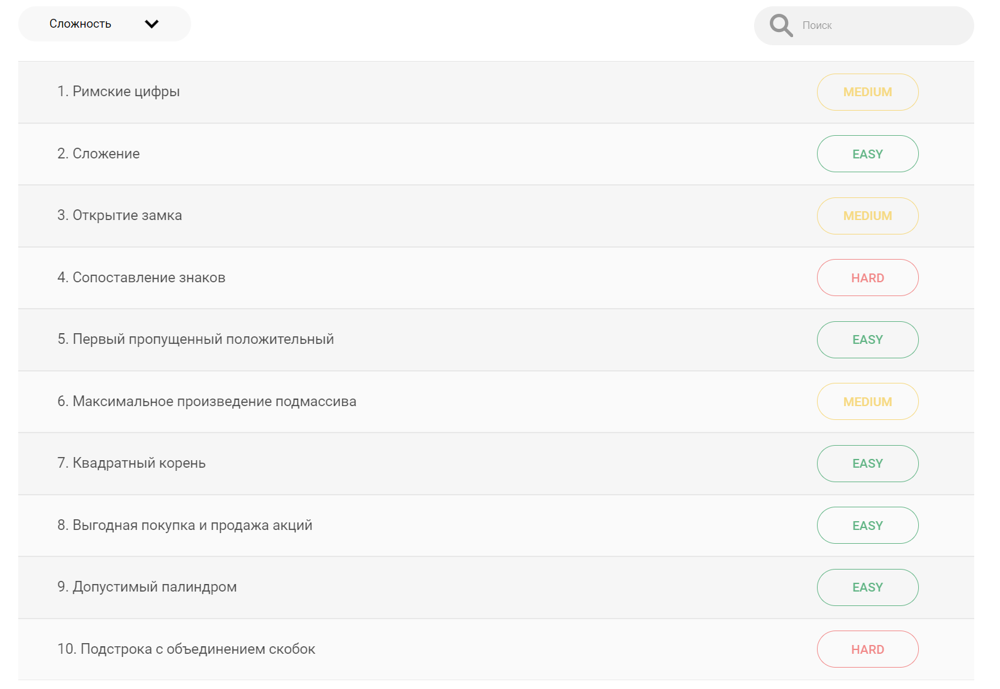 Сложность
Поиск
1. Римские цифры
MEDIUM
2. Сложение
EASY
3. Открытие замка
MEDIUM
4. Сопоставление знаков
HARD
5. Первый пропущенный положительный
EASY
6. Максимальное произведение подмассива
MEDIUM
7. Квадратный корень
EASY
8. Выгодная покупка и продажа акций
EASY
9. Допустимый палиндром
EASY
10. Подстрока с объединением скобок
HARD